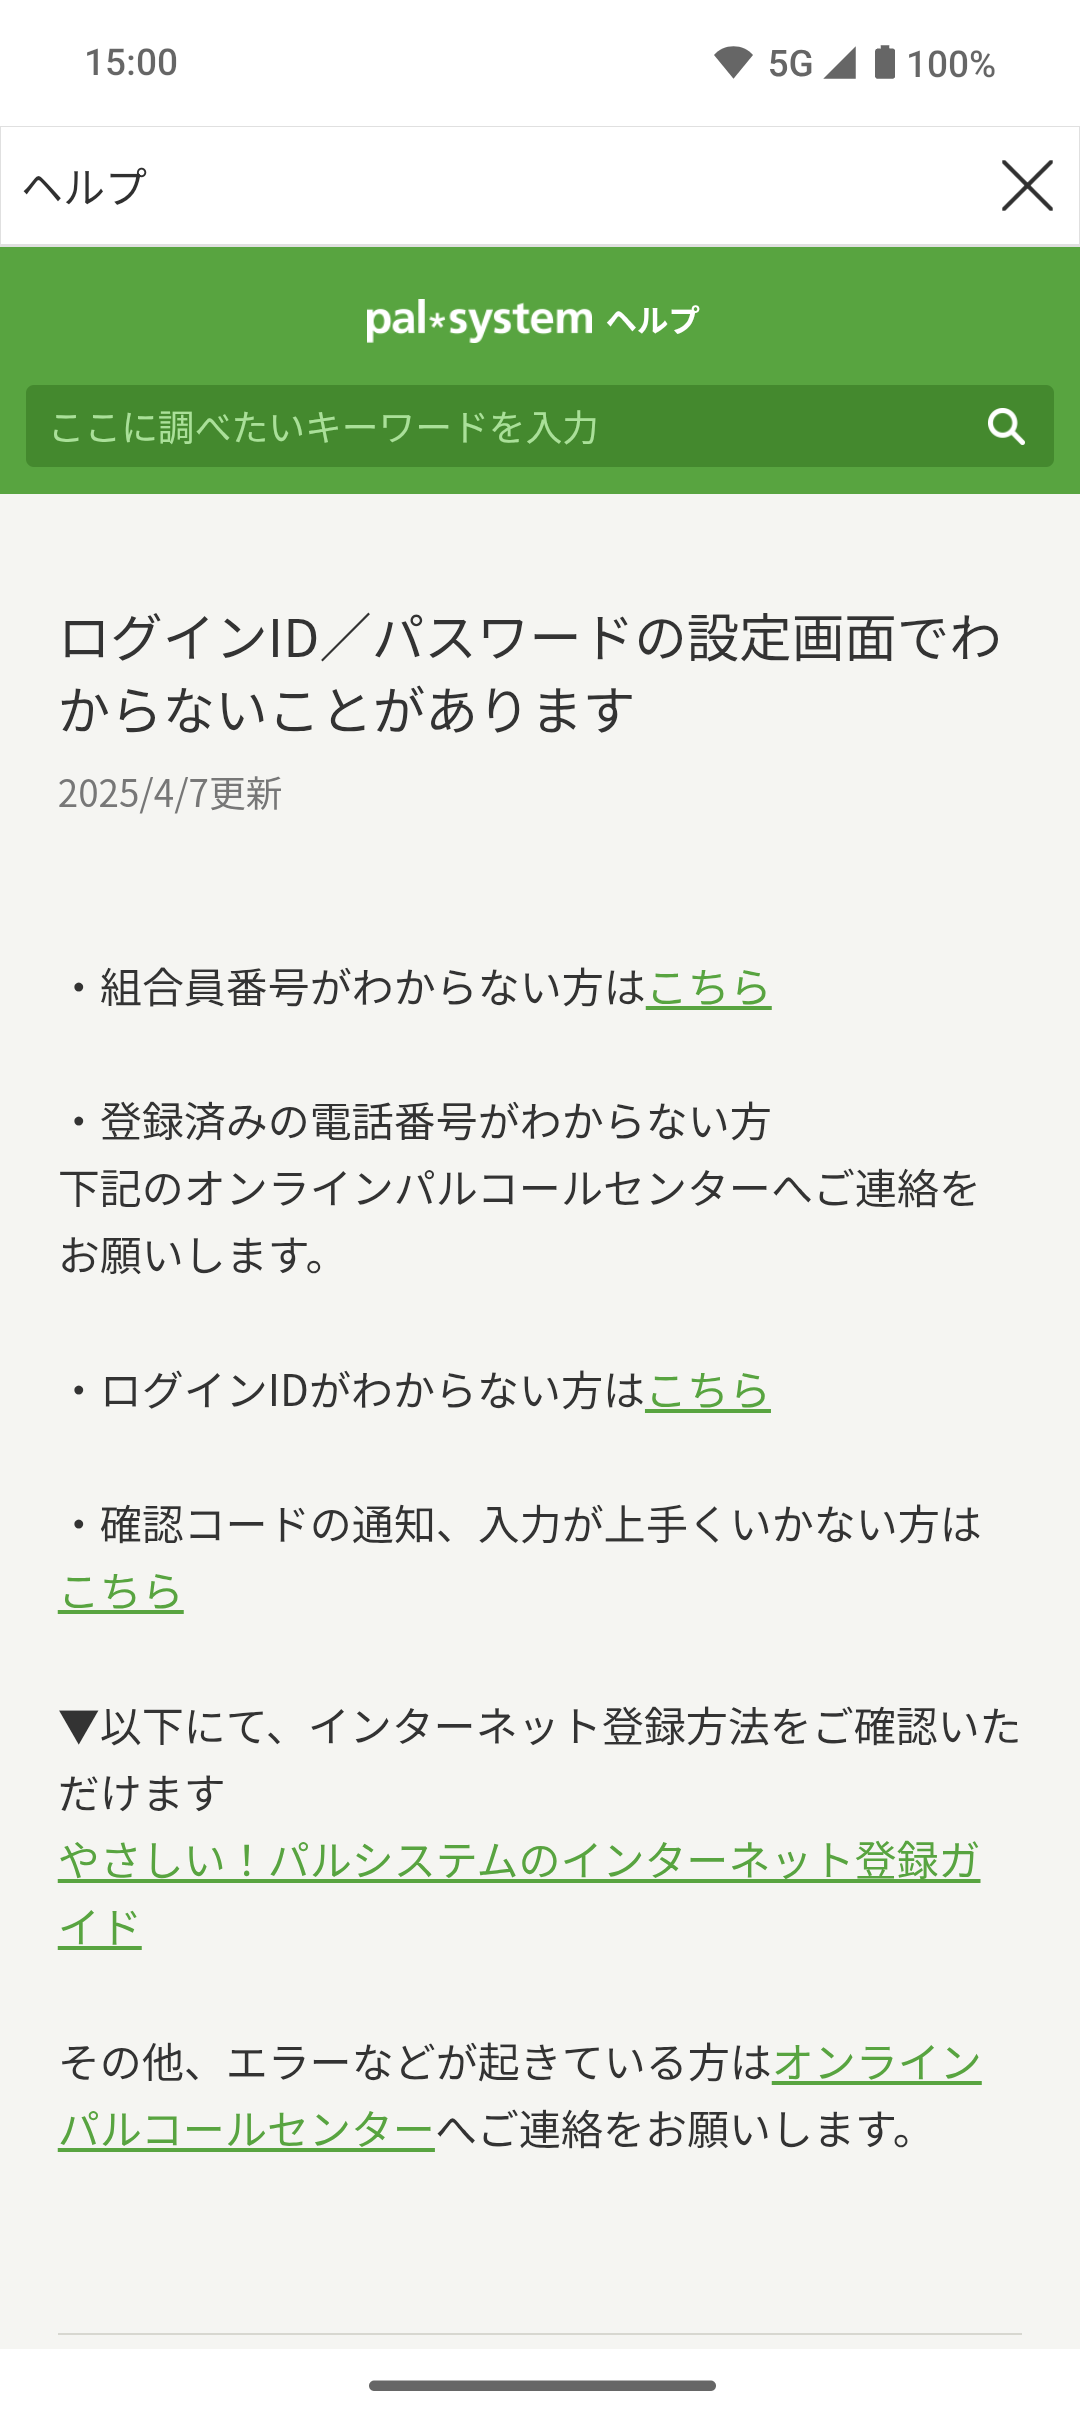 15:00
5G 100%
ヘルプ
pal*system ヘルプ
ここに調べたいキーワードを入力
ログインID／パスワードの設定画面でわ
からないことがあります
2025/4/7更新
・組合員番号がわからない方はこちら
・登録済みの電話番号がわからない方
下記のオンラインパルコールセンターへご連絡を
お願いします。
・ログインIDがわからない方はこちら
・確認コードの通知、入力が上手くいかない方は
こちら
▼以下にて、インターネット登録方法をご確認いた
だけます
やさしい！パルシステムのインターネット登録ガ
イド
その他、エラーなどが起きている方はオンライン
パルコールセンターへご連絡をお願いします。